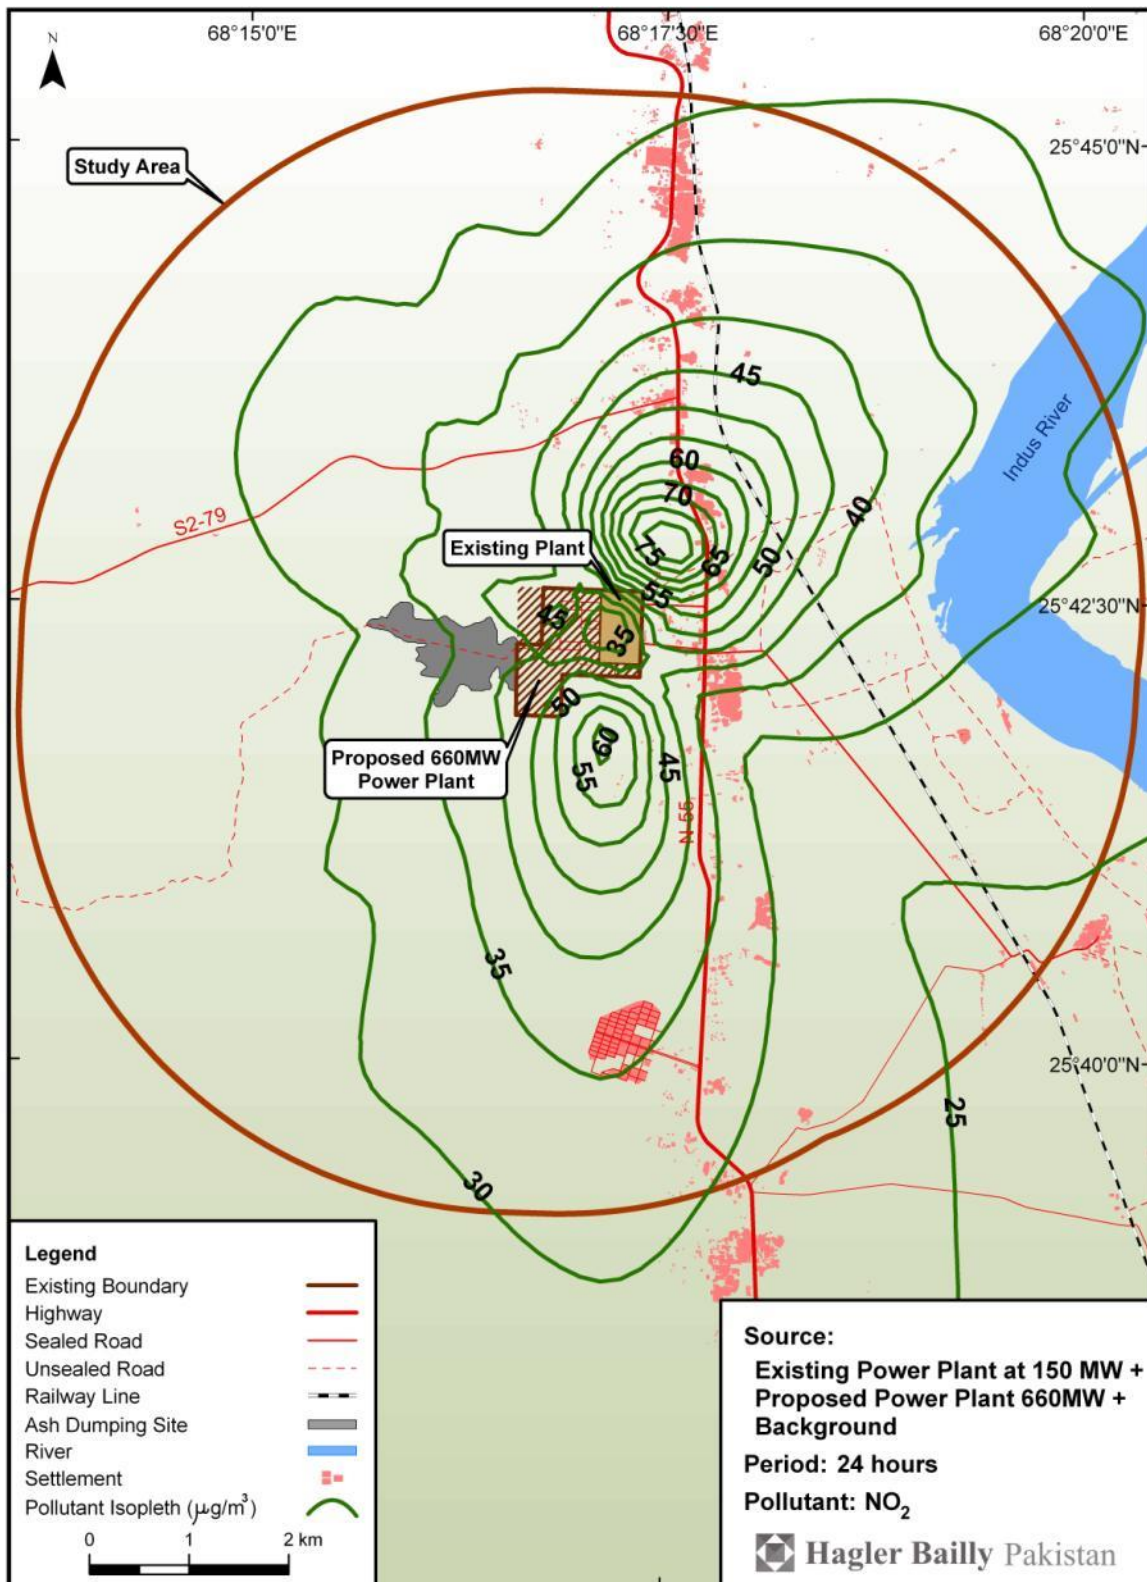 68°15'0"E
68°17'30"E
68°20'0"E
N
25°45'0"N
Study Area
45
Indus River
60
70
S2-79
40
Existing Plant
75
65
50
55
25°42'30"N
45
35
50
Proposed 660MW
Power Plant
60
55
45
N 55
35
25°40'0"N
25
30
Legend
Existing Boundary
Highway
Sealed Road
Unsealed Road
Railway Line
Ash Dumping Site
River
Settlement
Pollutant Isopleth (µg/m³)
0 1 2 km
Source:
Existing Power Plant at 150 MW +
Proposed Power Plant 660MW +
Background
Period: 24 hours
Pollutant: NO₂
Hagler Bailly Pakistan